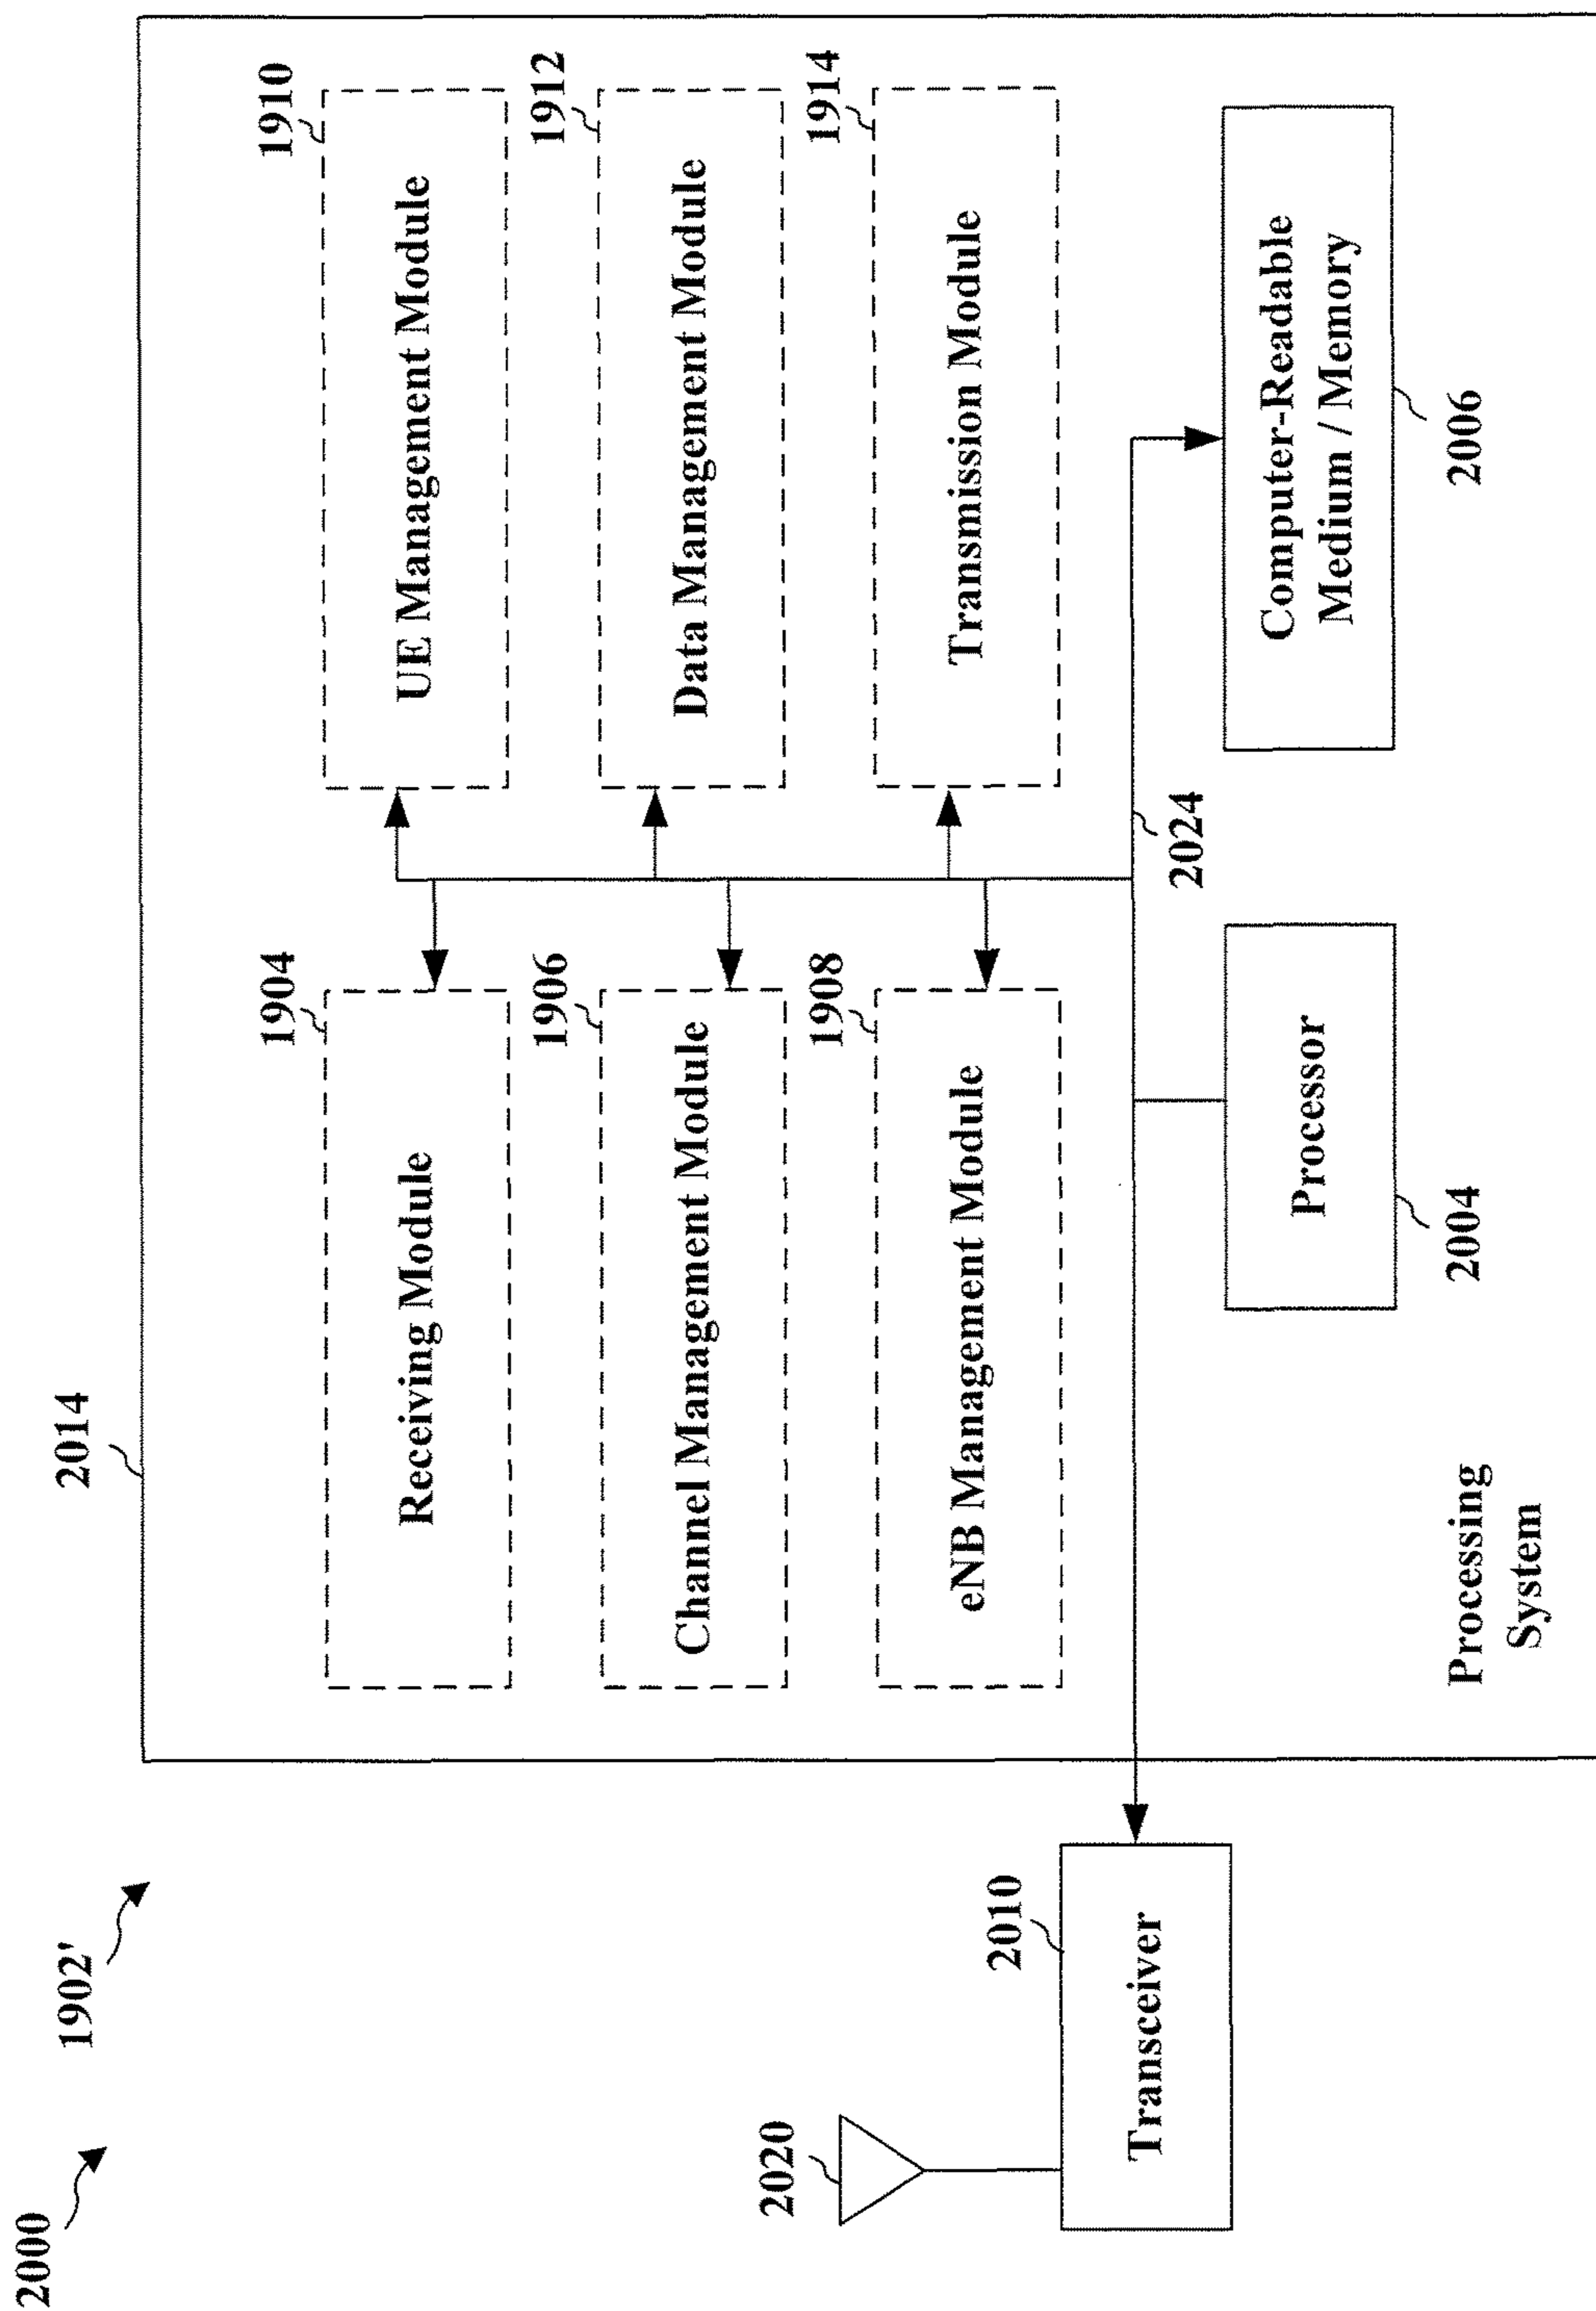 2000
1902'
2014
1904
Receiving Module
1910
UE Management Module
1906
Channel Management Module
1912
Data Management Module
1908
eNB Management Module
1914
Transmission Module
2020
2010
Transceiver
2024
Processor
2004
Computer-Readable
Medium / Memory
2006
Processing
System